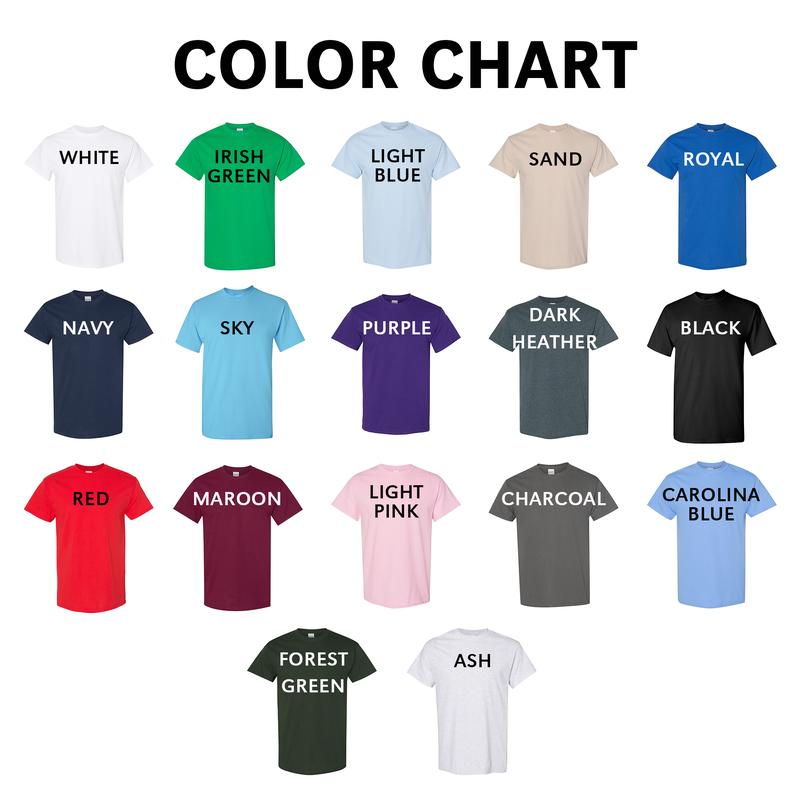 COLOR CHART
WHITE
IRISH
GREEN
LIGHT
BLUE
SAND
ROYAL
NAVY
SKY
PURPLE
DARK
HEATHER
BLACK
RED
MAROON
LIGHT
PINK
CHARCOAL
CAROLINA
BLUE
FOREST
GREEN
ASH